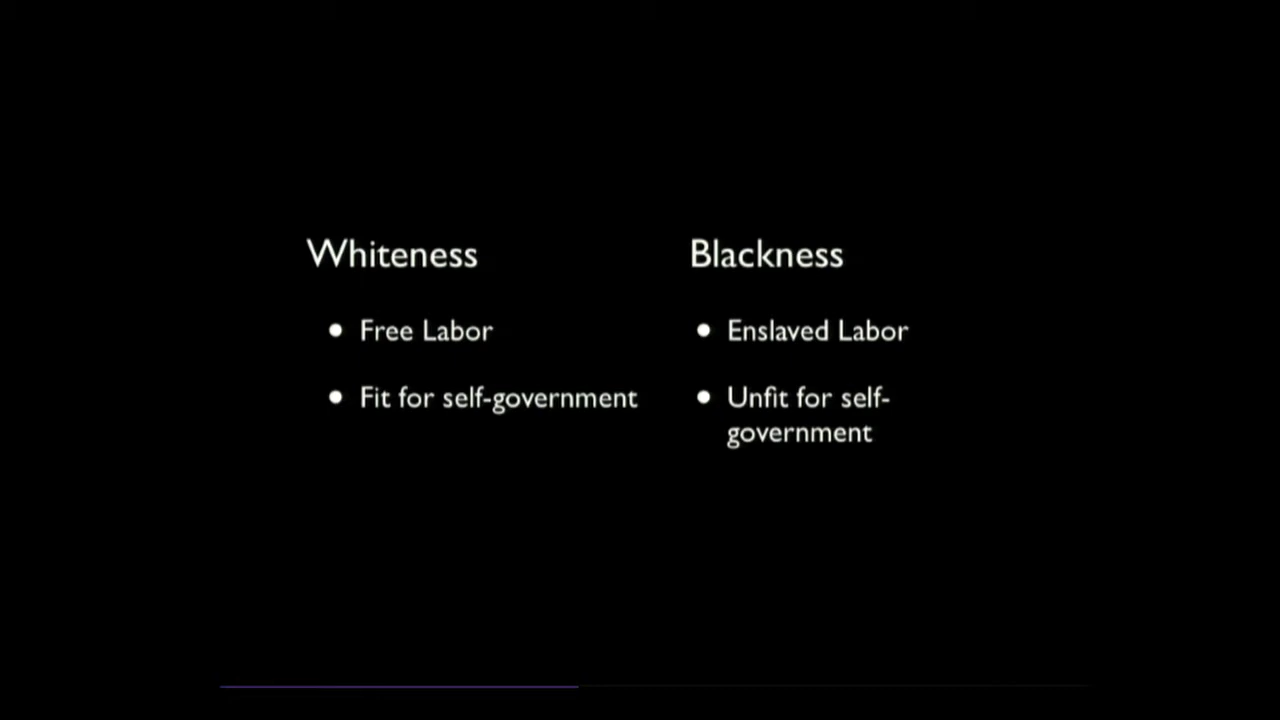 Whiteness
• Free Labor
• Fit for self-government
Blackness
• Enslaved Labor
• Unfit for self-
government